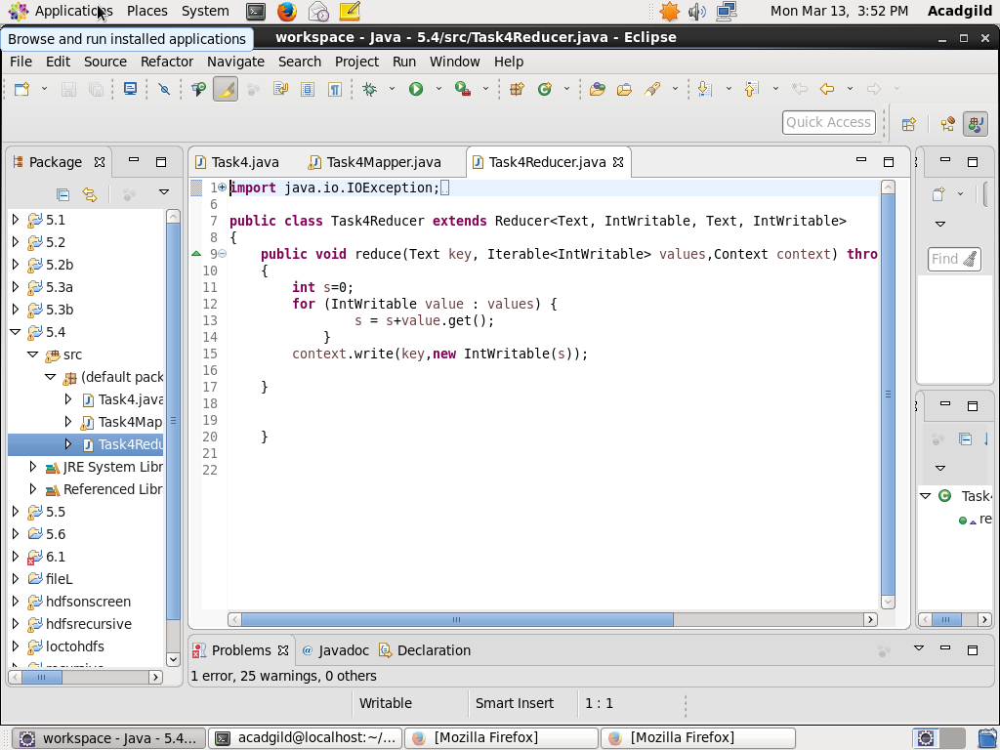 Applications Places System Mon Mar 13, 3:52 PM Acadgild
Browse and run installed applications
workspace - Java - 5.4/src/Task4Reducer.java - Eclipse
File Edit Source Refactor Navigate Search Project Run Window Help
Quick Access
Package
Task4.java Task4Mapper.java Task4Reducer.java
5.1
5.2
5.2b
5.3a
5.3b
5.4
src
(default pack
Task4.java
Task4Map
Task4Redu
JRE System Libr
Referenced Libr
5.5
5.6
6.1
fileL
hdfsonscreen
hdfsrecursive
loctohdfs
recursive
1 import java.io.IOException;
6
7 public class Task4Reducer extends Reducer<Text, IntWritable, Text, IntWritable>
8 {
9 public void reduce(Text key, Iterable<IntWritable> values,Context context) thro
10 {
11 int s=0;
12 for (IntWritable value : values) {
13 s = s+value.get();
14 }
15 context.write(key,new IntWritable(s));
16
17 }
18
19
20 }
21
22
Find
Task4
re
Problems Javadoc Declaration
1 error, 25 warnings, 0 others
Writable Smart Insert 1 : 1
workspace - Java - 5.4... acadgild@localhost:~/... [Mozilla Firefox] [Mozilla Firefox]